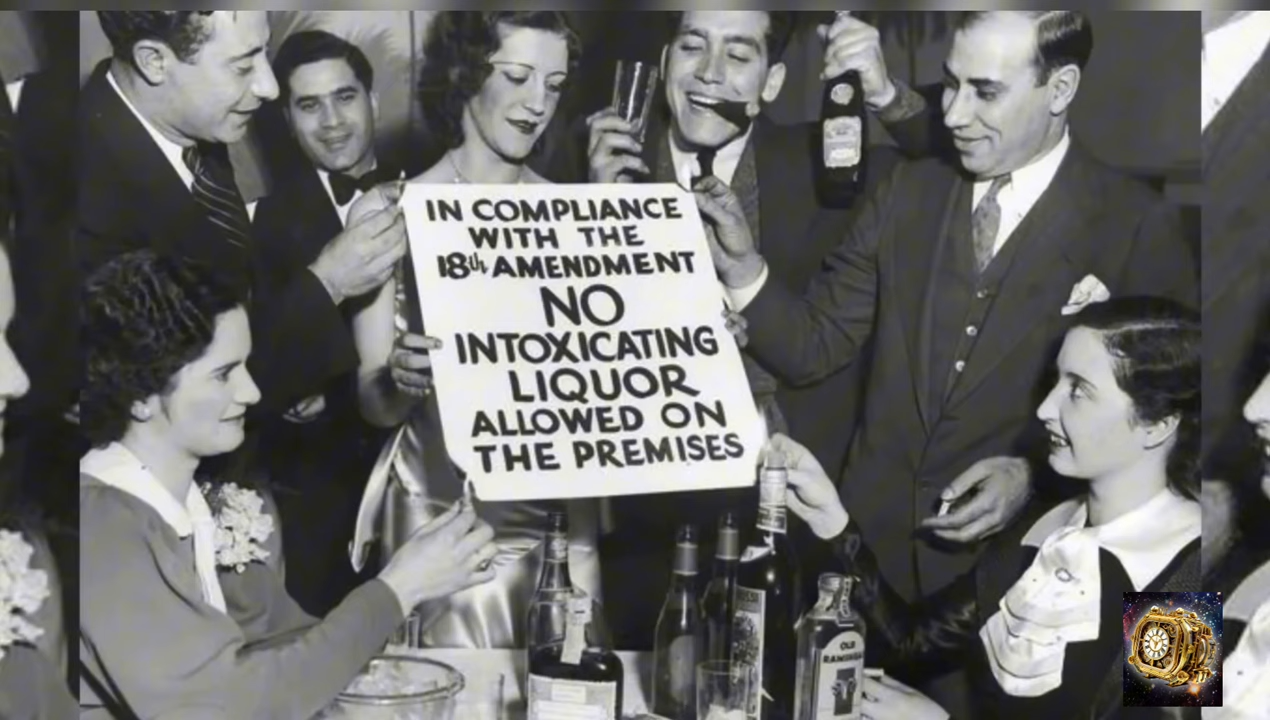 IN COMPLIANCE
WITH THE
18th AMENDMENT
NO
INTOXICATING
LIQUOR
ALLOWED ON
THE PREMISES
OLD